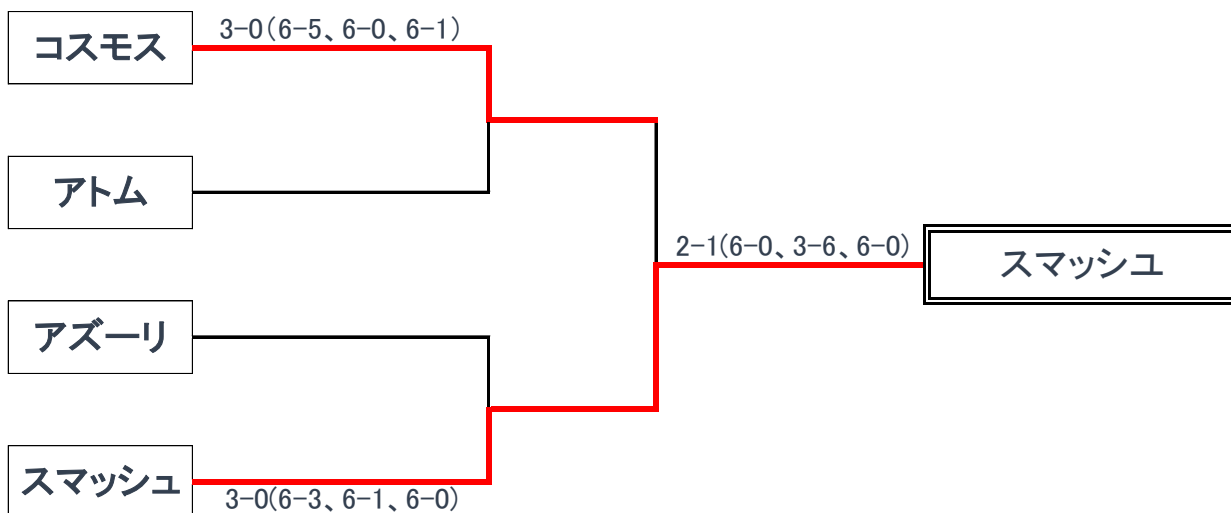 コスモス
3-0(6-5、6-0、6-1)
アトム
2-1(6-0、3-6、6-0)
スマッシユ
アズーリ
スマッシュ
3-0(6-3、6-1、6-0)